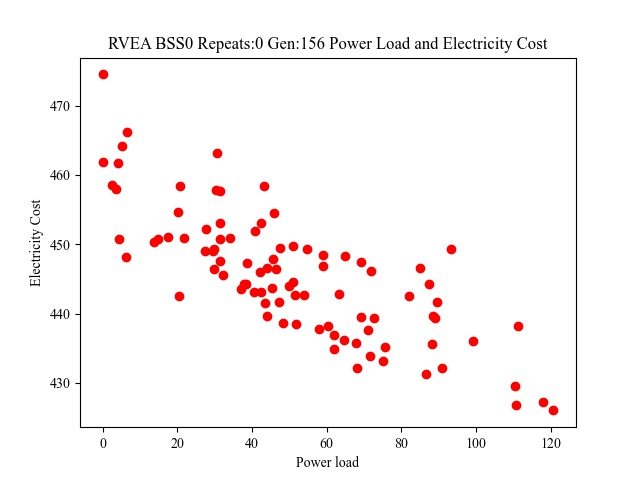 RVEA BSS0 Repeats:0 Gen:156 Power Load and Electricity Cost
470
460
450
440
430
Electricity Cost
0 20 40 60 80 100 120
Power load